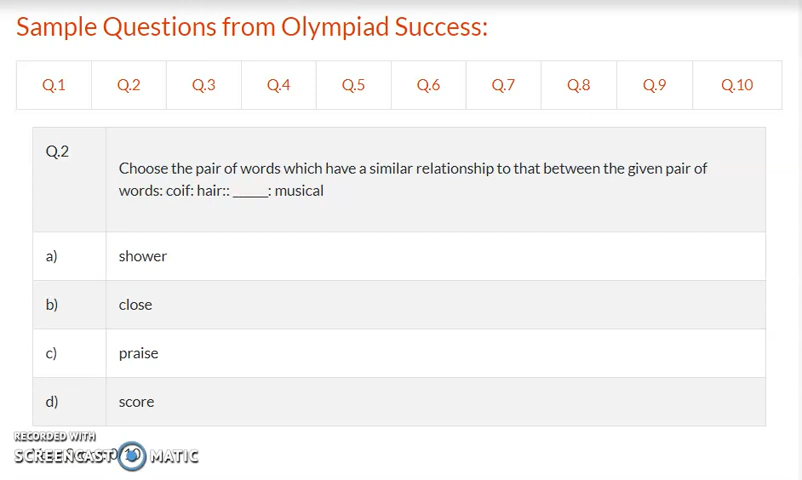 Sample Questions from Olympiad Success:
Q.1 Q.2 Q.3 Q.4 Q.5 Q.6 Q.7 Q.8 Q.9 Q.10
Q.2
Choose the pair of words which have a similar relationship to that between the given pair of
words: coif: hair:: _____: musical
a) shower
b) close
c) praise
d) score
RECORDED WITH
SCREENCAST MATIC